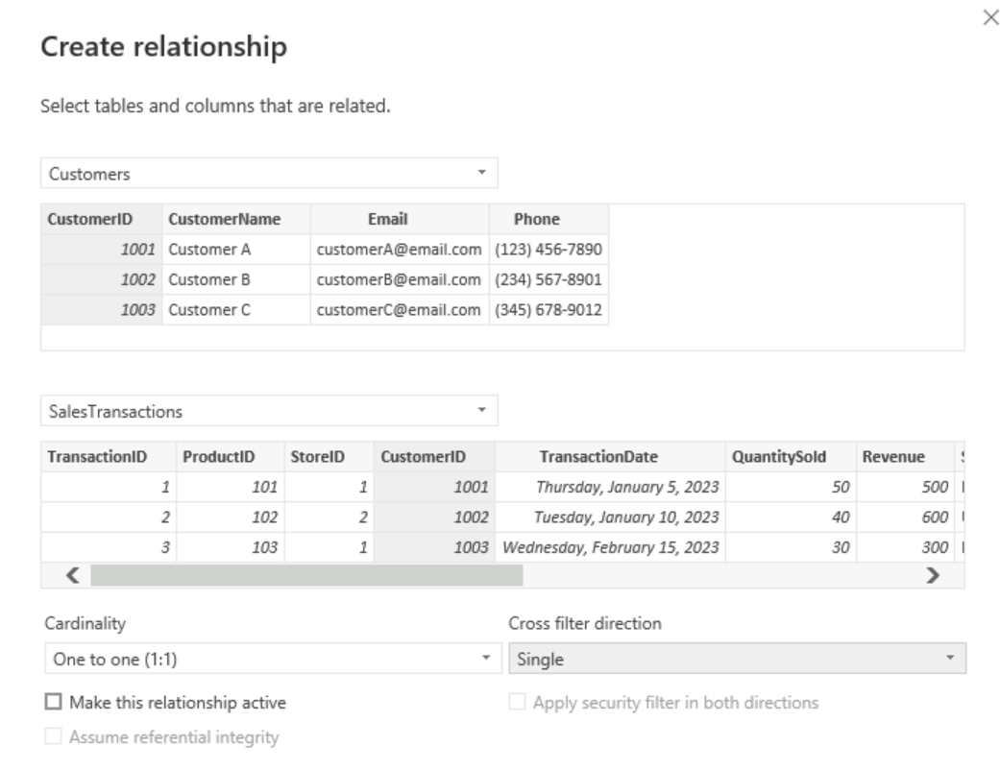 Create relationship
Select tables and columns that are related.
Customers
CustomerID CustomerName Email Phone
1001 Customer A customerA@email.com (123) 456-7890
1002 Customer B customerB@email.com (234) 567-8901
1003 Customer C customerC@email.com (345) 678-9012
SalesTransactions
TransactionID ProductID StoreID CustomerID TransactionDate QuantitySold Revenue
1 101 1 1001 Thursday, January 5, 2023 50 500
2 102 2 1002 Tuesday, January 10, 2023 40 600
3 103 1 1003 Wednesday, February 15, 2023 30 300
Cardinality Cross filter direction
One to one (1:1) Single
Make this relationship active Apply security filter in both directions
Assume referential integrity